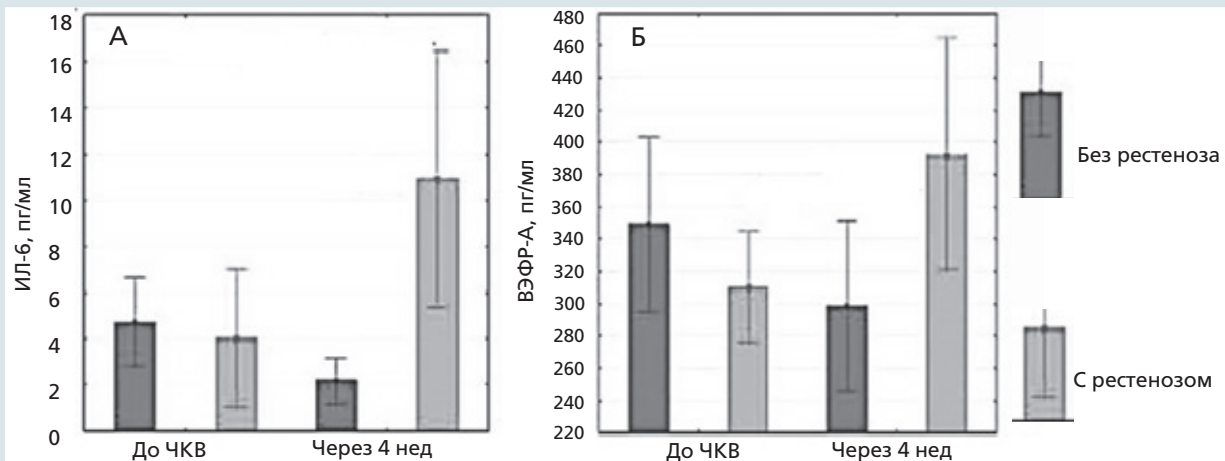 А
ИЛ-6, пг/мл
18
16
14
12
10
8
6
4
2
0
До ЧКВ
Через 4 нед
Б
ВЭФР-А, пг/мл
480
460
440
420
400
380
360
340
320
300
280
260
240
220
До ЧКВ
Через 4 нед
Без рестеноза
С рестенозом